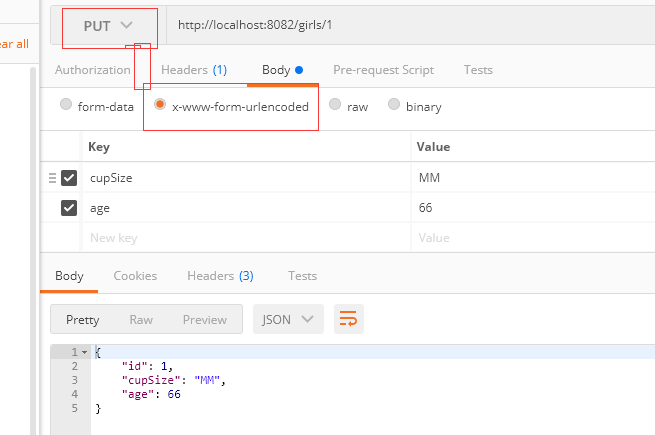 PUT http://localhost:8082/girls/1
ear all
Authorization Headers (1) Body Pre-request Script Tests
form-data x-www-form-urlencoded raw binary
Key Value
cupSize MM
age 66
New key Value
Body Cookies Headers (3) Tests
Pretty Raw Preview JSON
1 {
2 "id": 1,
3 "cupSize": "MM",
4 "age": 66
5 }